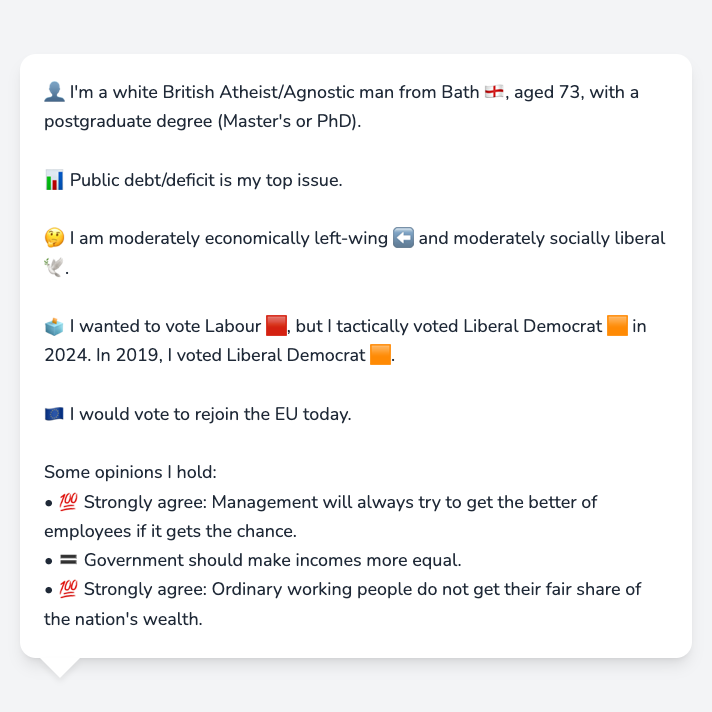 👤 I'm a white British Atheist/Agnostic man from Bath 🏴󠁧󠁢󠁥󠁮󠁧󠁿, aged 73, with a
postgraduate degree (Master's or PhD).
📊 Public debt/deficit is my top issue.
🤔 I am moderately economically left-wing ⬅️ and moderately socially liberal
🕊️.
🗳️ I wanted to vote Labour 🟥, but I tactically voted Liberal Democrat 🟧 in
2024. In 2019, I voted Liberal Democrat 🟧.
🇪🇺 I would vote to rejoin the EU today.
Some opinions I hold:
• 💯 Strongly agree: Management will always try to get the better of
employees if it gets the chance.
• 🟰 Government should make incomes more equal.
• 💯 Strongly agree: Ordinary working people do not get their fair share of
the nation's wealth.